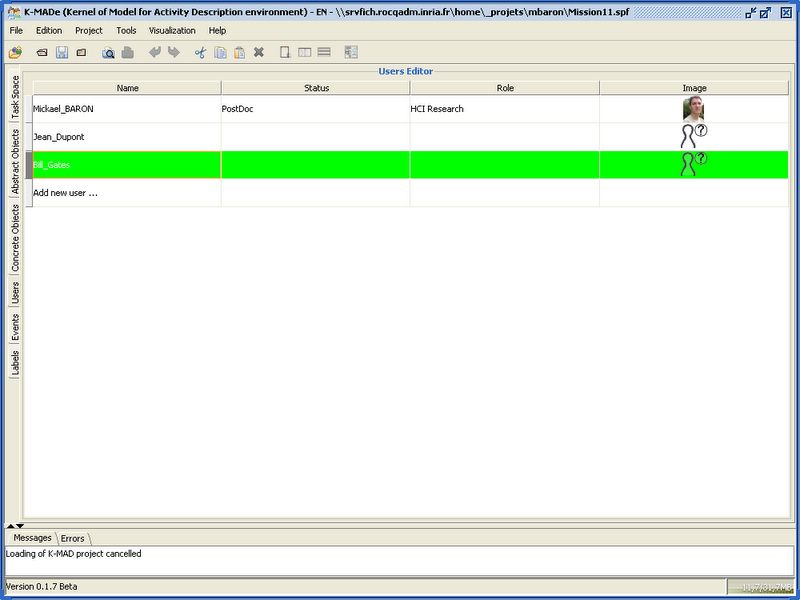 K-MADe (Kernel of Model for Activity Description environment) - EN - \\srvfich.rocqadm.inria.fr\home\_projets\mbaron\Mission11.spf
File Edition Project Tools Visualization Help
Users Editor
Name Status Role Image
Mickael_BARON PostDoc HCI Research
Jean_Dupont
Bill_Gates
Add new user ...
Task Space
Abstract Objects
Concrete Objects
Users
Events
Labels
Messages Errors
Loading of K-MAD project cancelled
Version 0.1.7 Beta